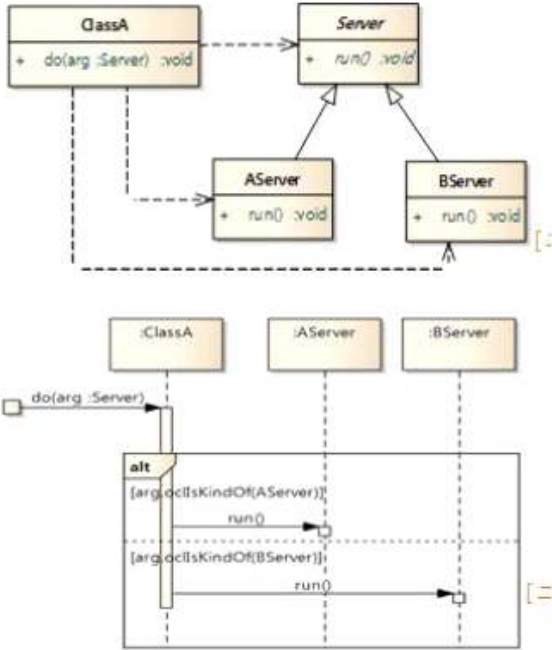 ClassA
+ do(arg :Server) :void
Server
+ run() :void
AServer
+ run() :void
BServer
+ run() :void
:ClassA
:AServer
:BServer
do(arg :Server)
alt
[arg.oclIsKindOf(AServer)]
run()
[arg.oclIsKindOf(BServer)]
run()